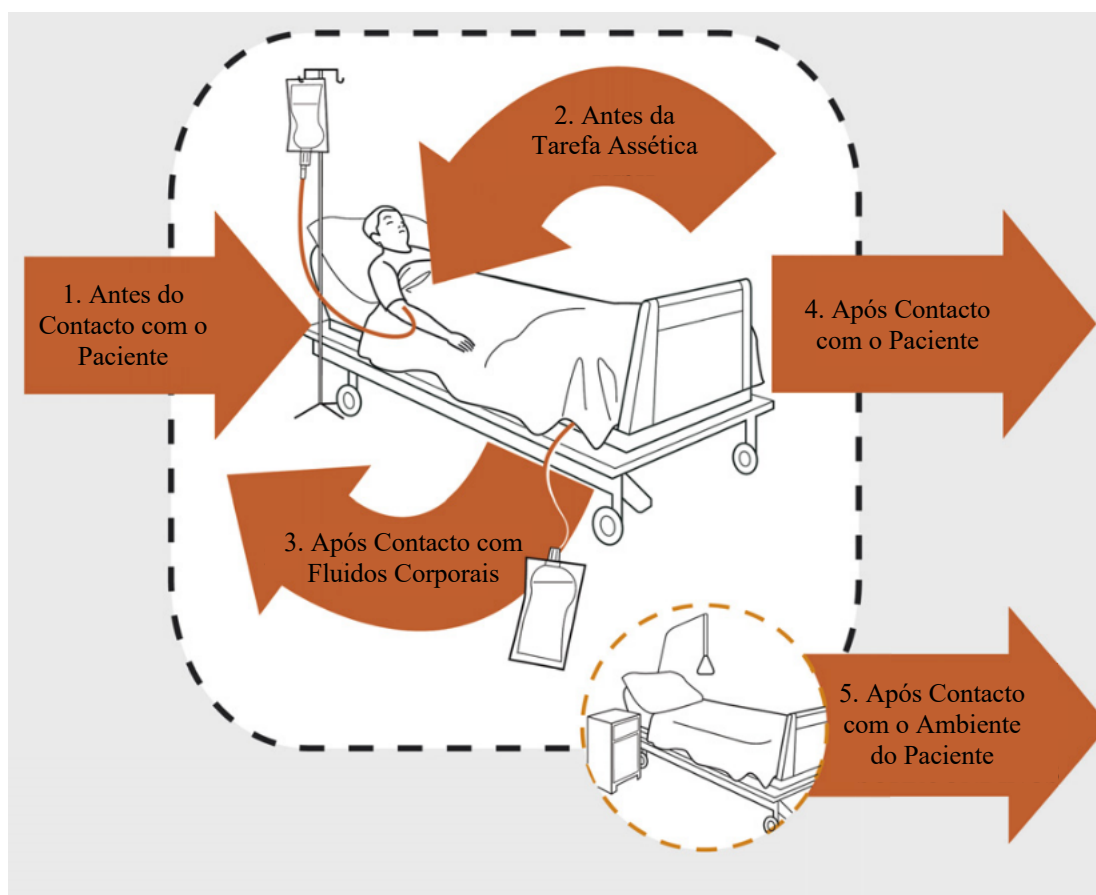 1. Antes do
Contacto com o
Paciente
2. Antes da
Tarefa Assética
3. Após Contacto com
Fluidos Corporais
4. Após Contacto
com o Paciente
5. Após Contacto
com o Ambiente
do Paciente